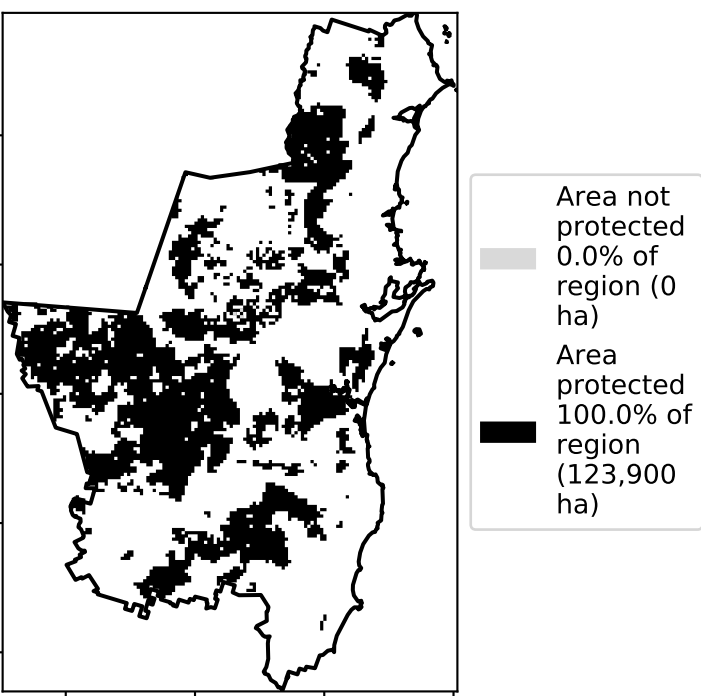 Area not
protected
0.0% of
region (0
ha)
Area
protected
100.0% of
region
(123,900
ha)